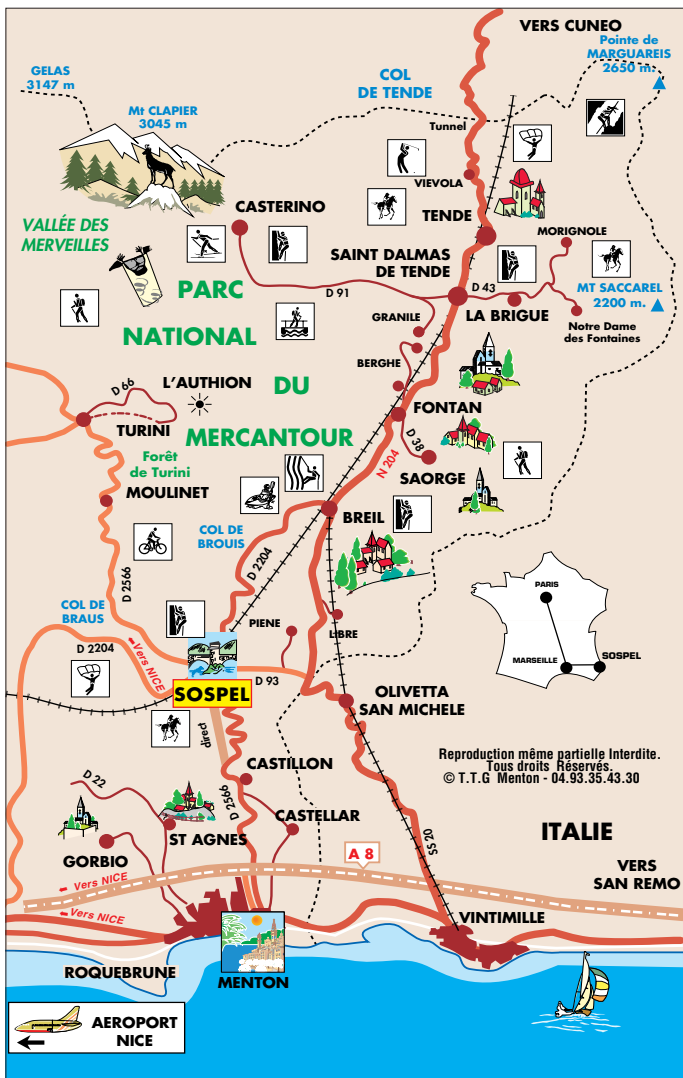 VERS CUNEO
Pointe de
MARGUAREIS
2650 m.
GELAS
3147 m
COL
DE TENDE
Mt CLAPIER
3045 m
Tunnel
VIEVOLA
CASTERINO
TENDE
VALLÉE DES
MERVEILLES
MORIGNOLE
SAINT DALMAS
DE TENDE
PARC
D 91
D 43
MT SACCAREL
2200 m.
LA BRIGUE
GRANILE
Notre Dame
des Fontaines
NATIONAL
BERGHE
D 66
L'AUTHION
DU
FONTAN
TURINI
MERCANTOUR
D 38
Forêt
de Turini
N 204
SAORGE
MOULINET
BREIL
COL DE
BROUIS
D 2204
D 2566
PARIS
COL DE
BRAUS
PIENE
LIBRE
D 2204
Vers NICE
MARSEILLE
SOSPEL
D 93
SOSPEL
OLIVETTA
SAN MICHELE
direct
Reproduction même partielle Interdite.
Tous droits Réservés.
© T.T.G Menton - 04.93.35.43.30
CASTILLON
D 22
D 2566
CASTELLAR
ST AGNES
SS 20
ITALIE
GORBIO
A 8
VERS
SAN REMO
Vers NICE
Vers NICE
VINTIMILLE
ROQUEBRUNE
MENTON
AEROPORT
NICE